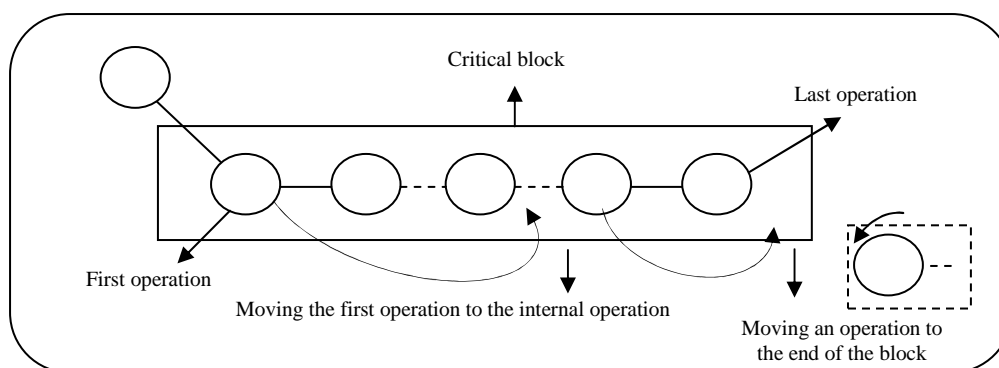 Critical block
Last operation
First operation
Moving the first operation to the internal operation
Moving an operation to
the end of the block